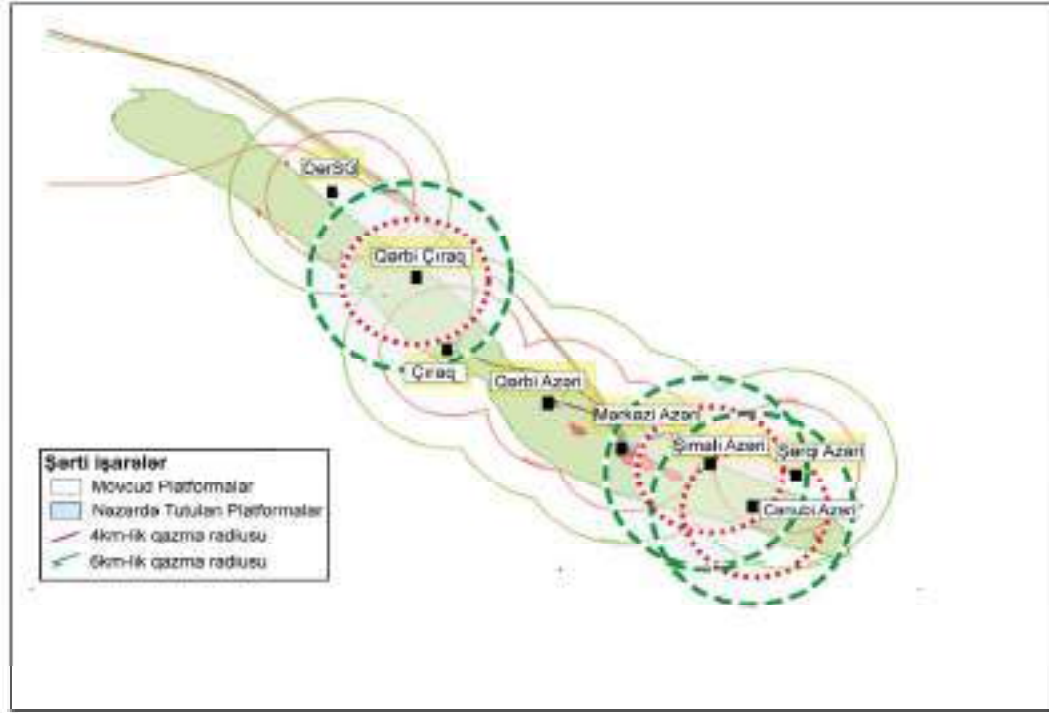 DərSG
Qərbi Çıraq
Çıraq
Qərbi Azəri
Mərkəzi Azəri
Şimali Azəri
Şərqi Azəri
Cənubi Azəri
Şərti işarələr
Mövcud Platformalar
Nəzərdə Tutulan Platformalar
4km-lik qazma radiusu
6km-lik qazma radiusu